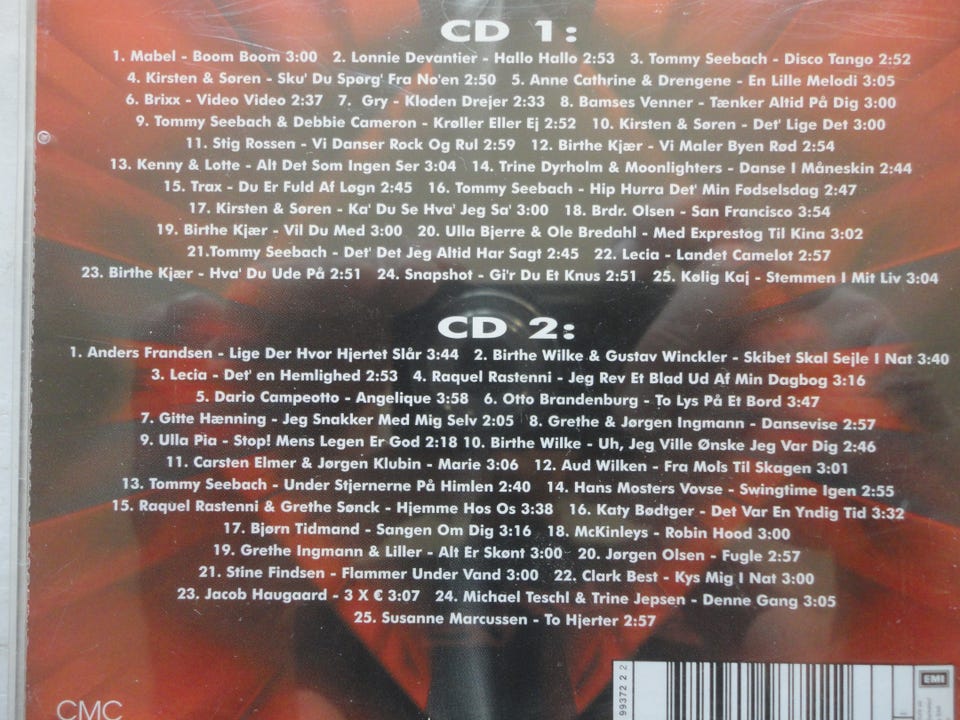 CD 1:
1. Mabel - Boom Boom 3:00 2. Lonnie Devantier - Hallo Hallo 2:53 3. Tommy Seebach - Disco Tango 2:52
4. Kirsten & Søren - Sku' Du Spørg' Fra No'en 2:50 5. Anne Cathrine & Drengene - En Lille Melodi 3:05
6. Brixx - Video Video 2:37 7. Gry - Kloden Drejer 2:33 8. Bamses Venner - Tænker Altid På Dig 3:00
9. Tommy Seebach & Debbie Cameron - Krøller Eller Ej 2:52 10. Kirsten & Søren - Det' Lige Det 3:00
11. Stig Rossen - Vi Danser Rock Og Rul 2:59 12. Birthe Kjær - Vi Maler Byen Rød 2:54
13. Kenny & Lotte - Alt Det Som Ingen Ser 3:04 14. Trine Dyrholm & Moonlighters - Danse I Måneskin 2:44
15. Trax - Du Er Fuld Af Løgn 2:45 16. Tommy Seebach - Hip Hurra Det' Min Fødselsdag 2:47
17. Kirsten & Søren - Ka' Du Se Hva' Jeg Sa' 3:00 18. Brdr. Olsen - San Francisco 3:54
19. Birthe Kjær - Vil Du Med 3:00 20. Ulla Bjerre & Ole Bredahl - Med Exprestog Til Kina 3:02
21.Tommy Seebach - Det' Det Jeg Altid Har Sagt 2:45 22. Lecia - Landet Camelot 2:57
23. Birthe Kjær - Hva' Du Ude På 2:51 24. Snapshot - Gi'r Du Et Knus 2:51 25. Kølig Kaj - Stemmen I Mit Liv 3:04
CD 2:
1. Anders Frandsen - Lige Der Hvor Hjertet Slår 3:44 2. Birthe Wilke & Gustav Winckler - Skibet Skal Sejle I Nat 3:40
3. Lecia - Det' en Hemlighed 2:53 4. Raquel Rastenni - Jeg Rev Et Blad Ud Af Min Dagbog 3:16
5. Dario Campeotto - Angelique 3:58 6. Otto Brandenburg - To Lys På Et Bord 3:47
7. Gitte Hænning - Jeg Snakker Med Mig Selv 2:05 8. Grethe & Jørgen Ingmann - Dansevise 2:57
9. Ulla Pia - Stop! Mens Legen Er God 2:18 10. Birthe Wilke - Uh, Jeg Ville Ønske Jeg Var Dig 2:46
11. Carsten Elmer & Jørgen Klubin - Marie 3:06 12. Aud Wilken - Fra Mols Til Skagen 3:01
13. Tommy Seebach - Under Stjernerne På Himlen 2:40 14. Hans Mosters Vovse - Swingtime Igen 2:55
15. Raquel Rastenni & Grethe Sønck - Hjemme Hos Os 3:38 16. Katy Bødtger - Det Var En Yndig Tid 3:32
17. Bjørn Tidmand - Sangen Om Dig 3:16 18. McKinleys - Robin Hood 3:00
19. Grethe Ingmann & Liller - Alt Er Skønt 3:00 20. Jørgen Olsen - Fugle 2:57
21. Stine Findsen - Flammer Under Vand 3:00 22. Clark Best - Kys Mig I Nat 3:00
23. Jacob Haugaard - 3 X € 3:07 24. Michael Teschl & Trine Jepsen - Denne Gang 3:05
25. Susanne Marcussen - To Hjerter 2:57
CMC
99372 2 2
EMI